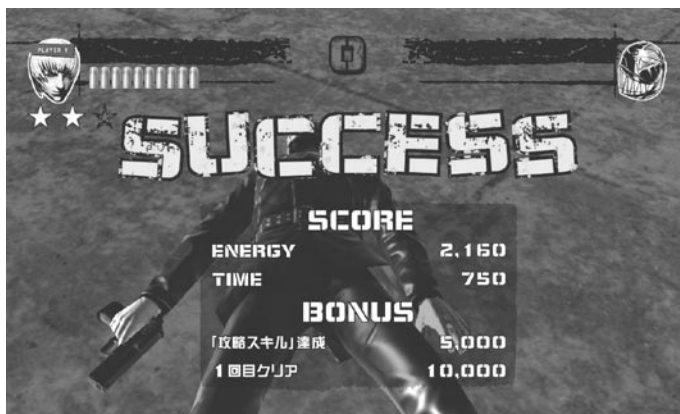 PLAYER 1
中
SUCCESS
SCORE
ENERGY 2,160
TIME 750
BONUS
「攻略スキル」達成 5,000
1回目クリア 10,000